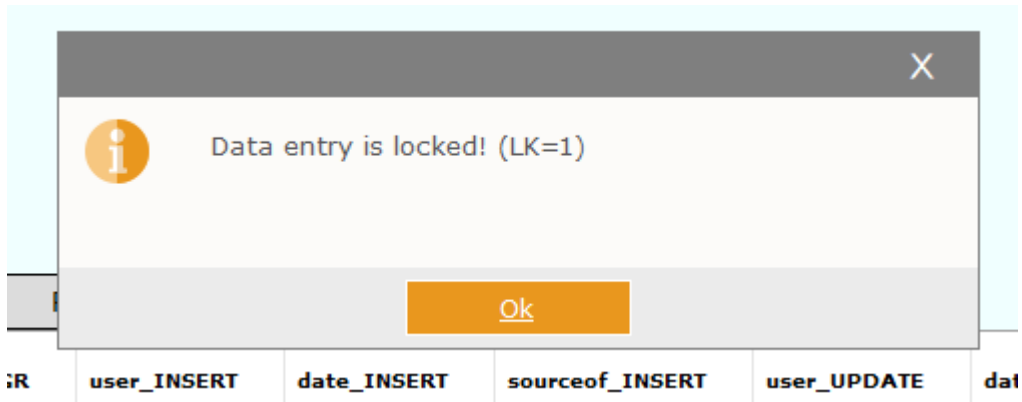 X
Data entry is locked! (LK=1)
Ok
user_INSERT date_INSERT sourceof_INSERT user_UPDATE